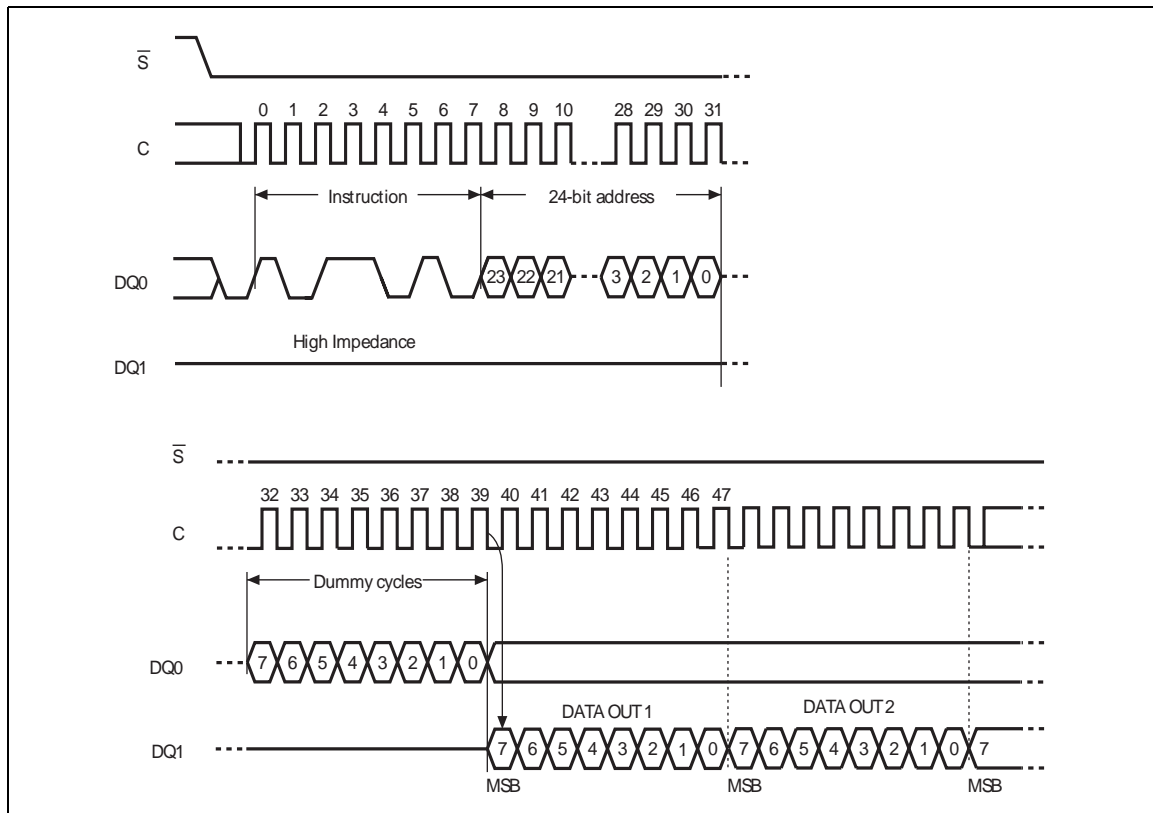 S
0 1 2 3 4 5 6 7 8 9 10 28 29 30 31
C
Instruction 24-bit address
DQ0 23 22 21 3 2 1 0
High Impedance
DQ1
S
32 33 34 35 36 37 38 39 40 41 42 43 44 45 46 47
C
Dummy cycles
DQ0 7 6 5 4 3 2 1 0
DATA OUT 1 DATA OUT 2
DQ1 7 6 5 4 3 2 1 0 7 6 5 4 3 2 1 0 7
MSB MSB MSB